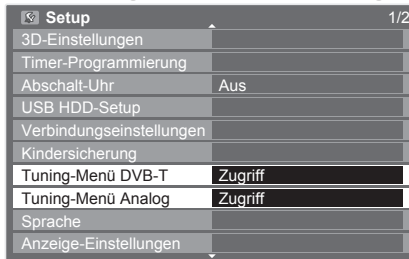 Setup 1/2
3D-Einstellungen
Timer-Programmierung
Abschalt-Uhr Aus
USB HDD-Setup
Verbindungseinstellungen
Kindersicherung
Tuning-Menü DVB-T Zugriff
Tuning-Menü Analog Zugriff
Sprache
Anzeige-Einstellungen